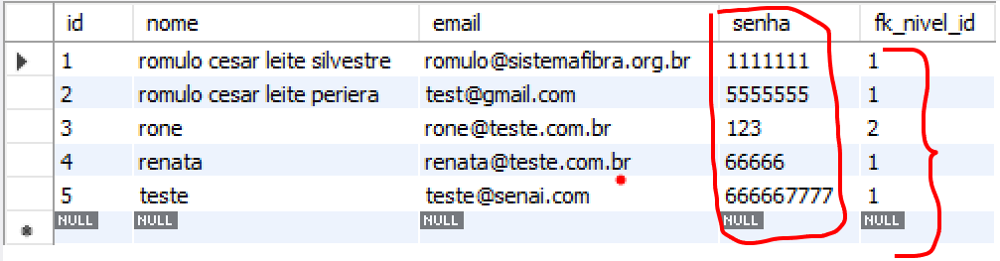 id nome email senha fk_nivel_id
1 romulo cesar leite silvestre romulo@sistemafibra.org.br 1111111 1
2 romulo cesar leite periera test@gmail.com 5555555 1
3 rone rone@teste.com.br 123 2
4 renata renata@teste.com.br 66666 1
5 teste teste@senai.com 666667777 1
NULL NULL NULL NULL NULL